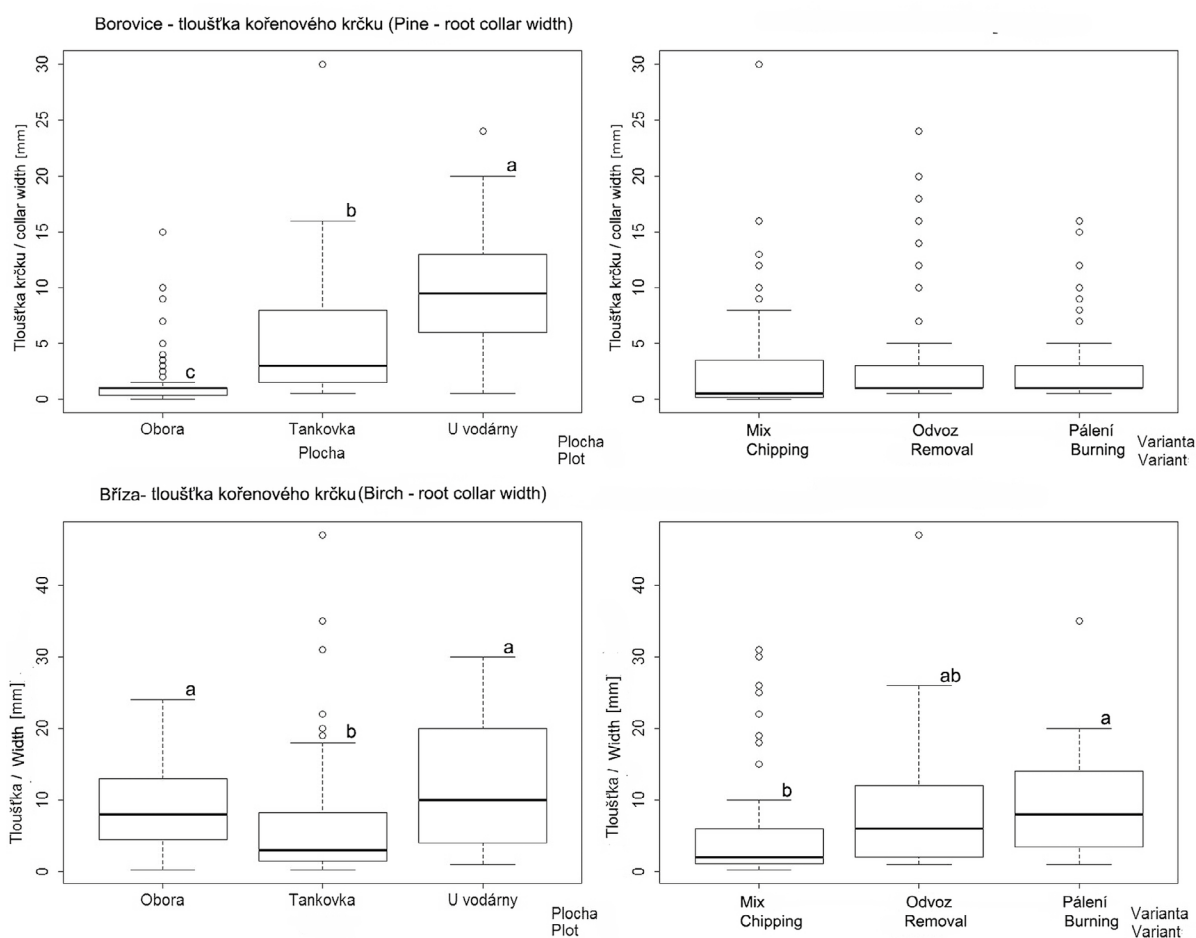 Borovice - tloušťka kořenového krčku (Pine - root collar width)
Tloušťka krčku / collar width [mm]
30
25
20
15
10
5
0
a
b
c
Obora
Tankovka
U vodárny
Plocha
Plocha
Plot
Tloušťka krčku / collar width [mm]
30
25
20
15
10
5
0
Mix
Chipping
Odvoz
Removal
Pálení
Burning
Varianta
Variant
Bříza- tloušťka kořenového krčku (Birch - root collar width)
Tloušťka / Width [mm]
40
30
20
10
0
a
b
a
Obora
Tankovka
U vodárny
Plocha
Plot
Tloušťka / Width [mm]
40
30
20
10
0
b
ab
a
Mix
Chipping
Odvoz
Removal
Pálení
Burning
Varianta
Variant